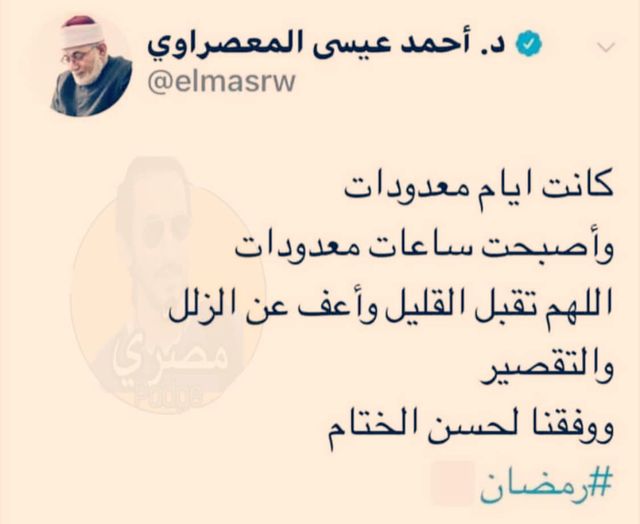 د. أحمد عيسى المعصراوي
@elmasrw
كانت ايام معدودات
وأصبحت ساعات معدودات
اللهم تقبل القليل وأعف عن الزلل
والتقصير
ووفقنا لحسن الختام
#رمضان
مصري